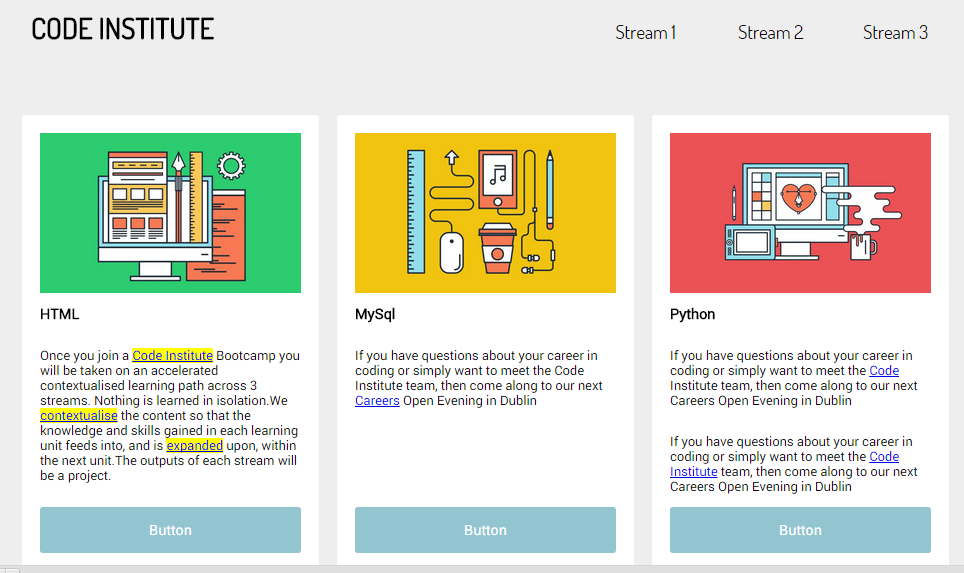 CODE INSTITUTE
Stream 1
Stream 2
Stream 3
HTML
Once you join a Code Institute Bootcamp you
will be taken on an accelerated
contextualised learning path across 3
streams. Nothing is learned in isolation.We
contextualise the content so that the
knowledge and skills gained in each learning
unit feeds into, and is expanded upon, within
the next unit.The outputs of each stream will
be a project.
Button
MySql
If you have questions about your career in
coding or simply want to meet the Code
Institute team, then come along to our next
Careers Open Evening in Dublin
Button
Python
If you have questions about your career in
coding or simply want to meet the Code
Institute team, then come along to our next
Careers Open Evening in Dublin
If you have questions about your career in
coding or simply want to meet the Code
Institute team, then come along to our next
Careers Open Evening in Dublin
Button